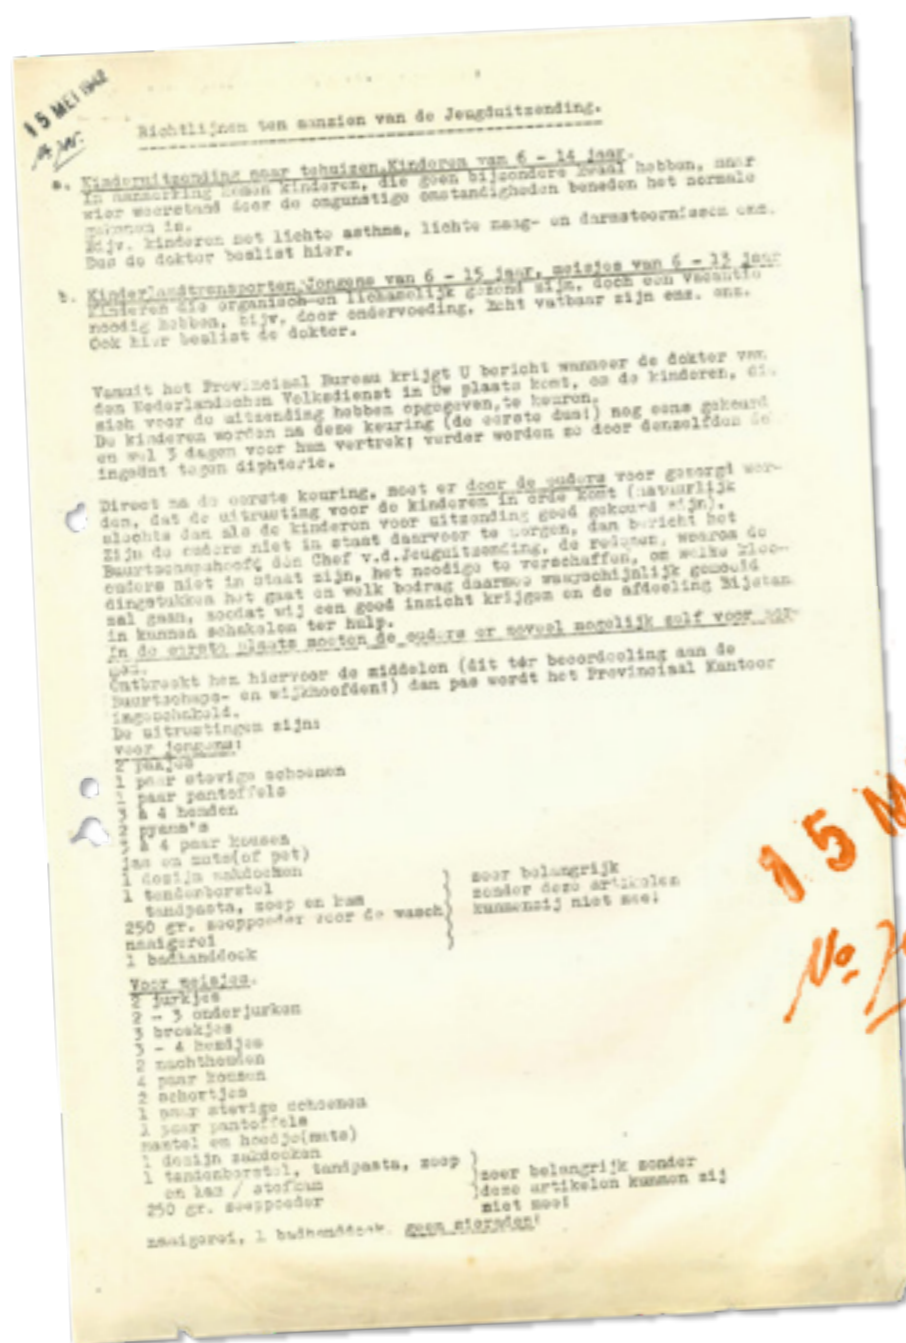 15 MEI 1942
Richtlijnen ten aanzien van de Jeugduitzending.
a. Kinderuitzending naar tehuizen.Kinderen van 6 - 14 jaar.
In aanmerking komen kinderen, die geen bijzondere kwaal hebben, maar
wier weerstand door de ongunstige omstandigheden beneden het normale
gekomen is.
Bijv. kinderen met lichte asthma, lichte maag- en darmstoornissen enz.
Dus de dokter beslist hier.
b. Kinderlandtransporten.Jongens van 6 - 15 jaar, meisjes van 6 - 13 jaar
Kinderen die organisch en lichamelijk gezond zijn, doch een vacantie
noodig hebben, bijv. door ondervoeding, licht vatbaar zijn enz. enz.
Ook hier beslist de dokter.
Vanuit het Provinciaal Bureau krijgt U bericht wanneer de dokter van
den Nederlandschen Volksdienst in Uw plaats komt, om de kinderen, die
zich voor de uitzending hebben opgegeven,te keuren.
De kinderen worden na deze keuring (de eerste dus!) nog eens gekeurd
en wel 3 dagen voor hun vertrek; verder worden ze door denzelfden
ingeënt tegen diphterie.
Direct na de eerste keuring, moet er door de ouders voor gezorgd wor-
den, dat de uitrusting voor de kinderen in orde komt (natuurlijk
slechts dan als de kinderen voor uitzending goed gekeurd zijn).
Zijn de ouders niet in staat daarvoor te zorgen, dan bericht het
Buurtschapshoofd den Chef v.d.Jeuguitzending, de redenen, waarom de
ouders niet in staat zijn, het noodige te verschaffen, om welke klee-
dingstukken het gaat en welk bedrag daarmee waarschijnlijk gemoeid
zal gaan, zoodat wij een goed inzicht krijgen en de afdeeling Bijstan
in kunnen schakelen ter hulp.
In de eerste plaats moeten de ouders er zoveel mogelijk zelf voor zor-
gen.
Ontbreekt hen hiervoor de middelen (dit tér beoordeeling aan de
Buurtschaps- en wijkhoofden!) dan pas wordt het Provinciaal Kantoor
ingeschakeld.
De uitrustingen zijn:
voor jongens:
2 pakjes
1 paar stevige schoenen
1 paar pantoffels
3 à 4 hemden
2 pyama's
3 à 4 paar kousen
jas en muts(of pet)
1 dozijn zakdoeken
1 tandenborstel
tandpasta, zeep en kam
250 gr. zeeppoeder voor de wasch
naaigerei
1 badhanddoek
zeer belangrijk
zonder deze artikelen
kunnenzij niet mee!
Voor meisjes.
2 jurkjes
2 - 3 onderjurken
3 broekjes
3 - 4 hemdjes
2 nachthemden
4 paar kousen
2 schortjes
1 paar stevige schoenen
1 paar pantoffels
mantel en hoedje(muts)
1 dozijn zakdoeken
1 tandenborstel, tandpasta, zeep
en kam / stofkam
250 gr. zeeppoeder
zeer belangrijk zonder
deze artikelen kunnen zij
niet mee!
naaigerei, 1 badhanddoek. geen sieraden!
15 M
No.